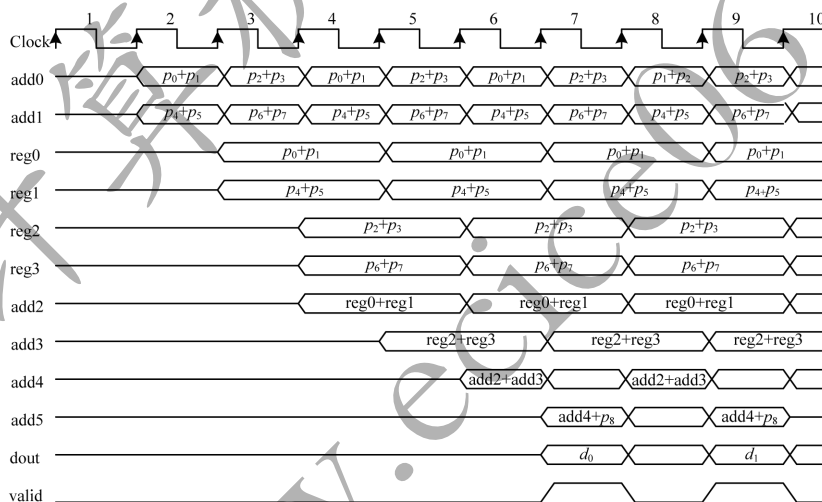 1 2 3 4 5 6 7 8 9 10
Clock
add0 p₀+p₁ p₂+p₃ p₀+p₁ p₂+p₃ p₀+p₁ p₂+p₃ p₁+p₂ p₂+p₃
add1 p₄+p₅ p₆+p₇ p₄+p₅ p₆+p₇ p₄+p₅ p₆+p₇ p₄+p₅ p₆+p₇
reg0 p₀+p₁ p₀+p₁ p₀+p₁ p₀+p₁
reg1 p₄+p₅ p₄+p₅ p₄+p₅ p₄+p₅
reg2 p₂+p₃ p₂+p₃ p₂+p₃
reg3 p₆+p₇ p₆+p₇ p₆+p₇
add2 reg0+reg1 reg0+reg1 reg0+reg1
add3 reg2+reg3 reg2+reg3 reg2+reg3
add4 add2+add3 add2+add3
add5 add4+p₈ add4+p₈
dout d₀ d₁
valid
算
w.ecice06